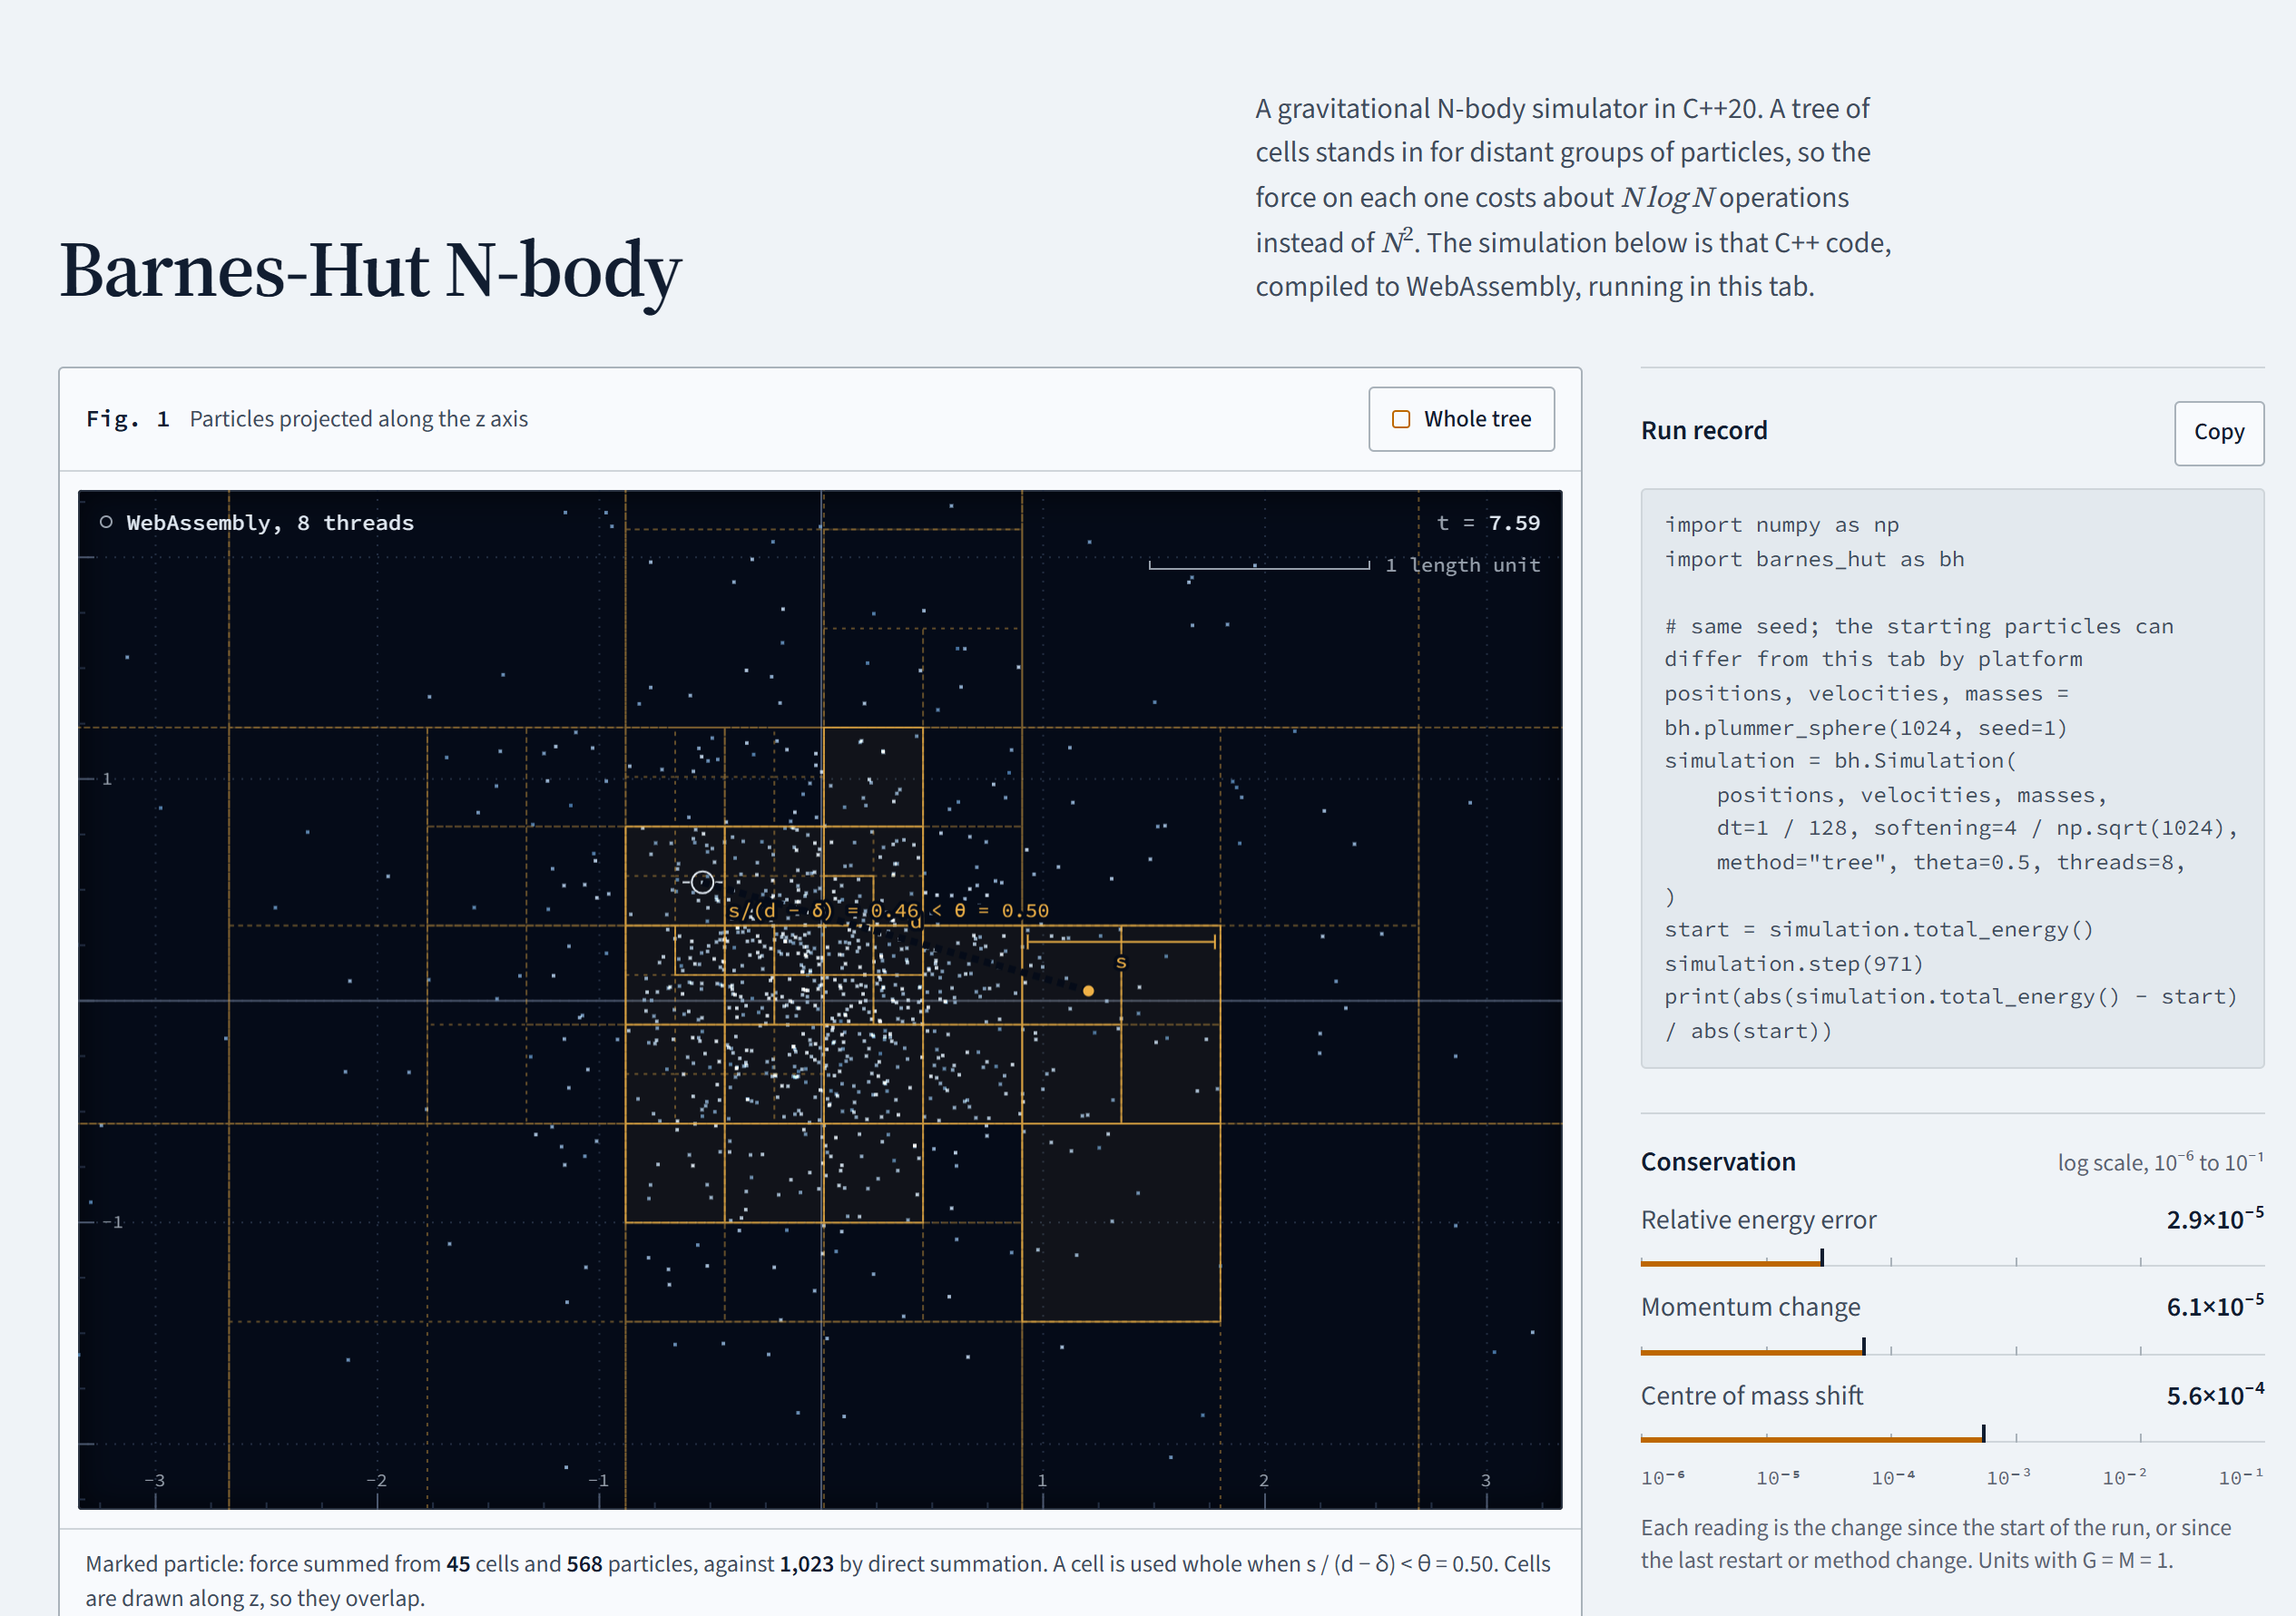 A gravitational N-body simulator in C++20. A tree of
cells stands in for distant groups of particles, so the
force on each one costs about N log N operations
instead of N². The simulation below is that C++ code,
compiled to WebAssembly, running in this tab.
Barnes-Hut N-body
Fig. 1 Particles projected along the z axis
Whole tree
WebAssembly, 8 threads
t = 7.59
1 length unit
1
s/(d − δ) = 0.46 < θ = 0.50
d
s
−1
−3 −2 −1 1 2 3
Marked particle: force summed from 45 cells and 568 particles, against 1,023 by direct summation. A cell is used whole when s / (d − δ) < θ = 0.50. Cells
are drawn along z, so they overlap.
Run record
Copy
import numpy as np
import barnes_hut as bh
# same seed; the starting particles can
differ from this tab by platform
positions, velocities, masses =
bh.plummer_sphere(1024, seed=1)
simulation = bh.Simulation(
    positions, velocities, masses,
    dt=1 / 128, softening=4 / np.sqrt(1024),
    method="tree", theta=0.5, threads=8,
)
start = simulation.total_energy()
simulation.step(971)
print(abs(simulation.total_energy() − start)
/ abs(start))
Conservation
log scale, 10⁻⁶ to 10⁻¹
Relative energy error 2.9×10⁻⁵
Momentum change 6.1×10⁻⁵
Centre of mass shift 5.6×10⁻⁴
10⁻⁶ 10⁻⁵ 10⁻⁴ 10⁻³ 10⁻² 10⁻¹
Each reading is the change since the start of the run, or since
the last restart or method change. Units with G = M = 1.